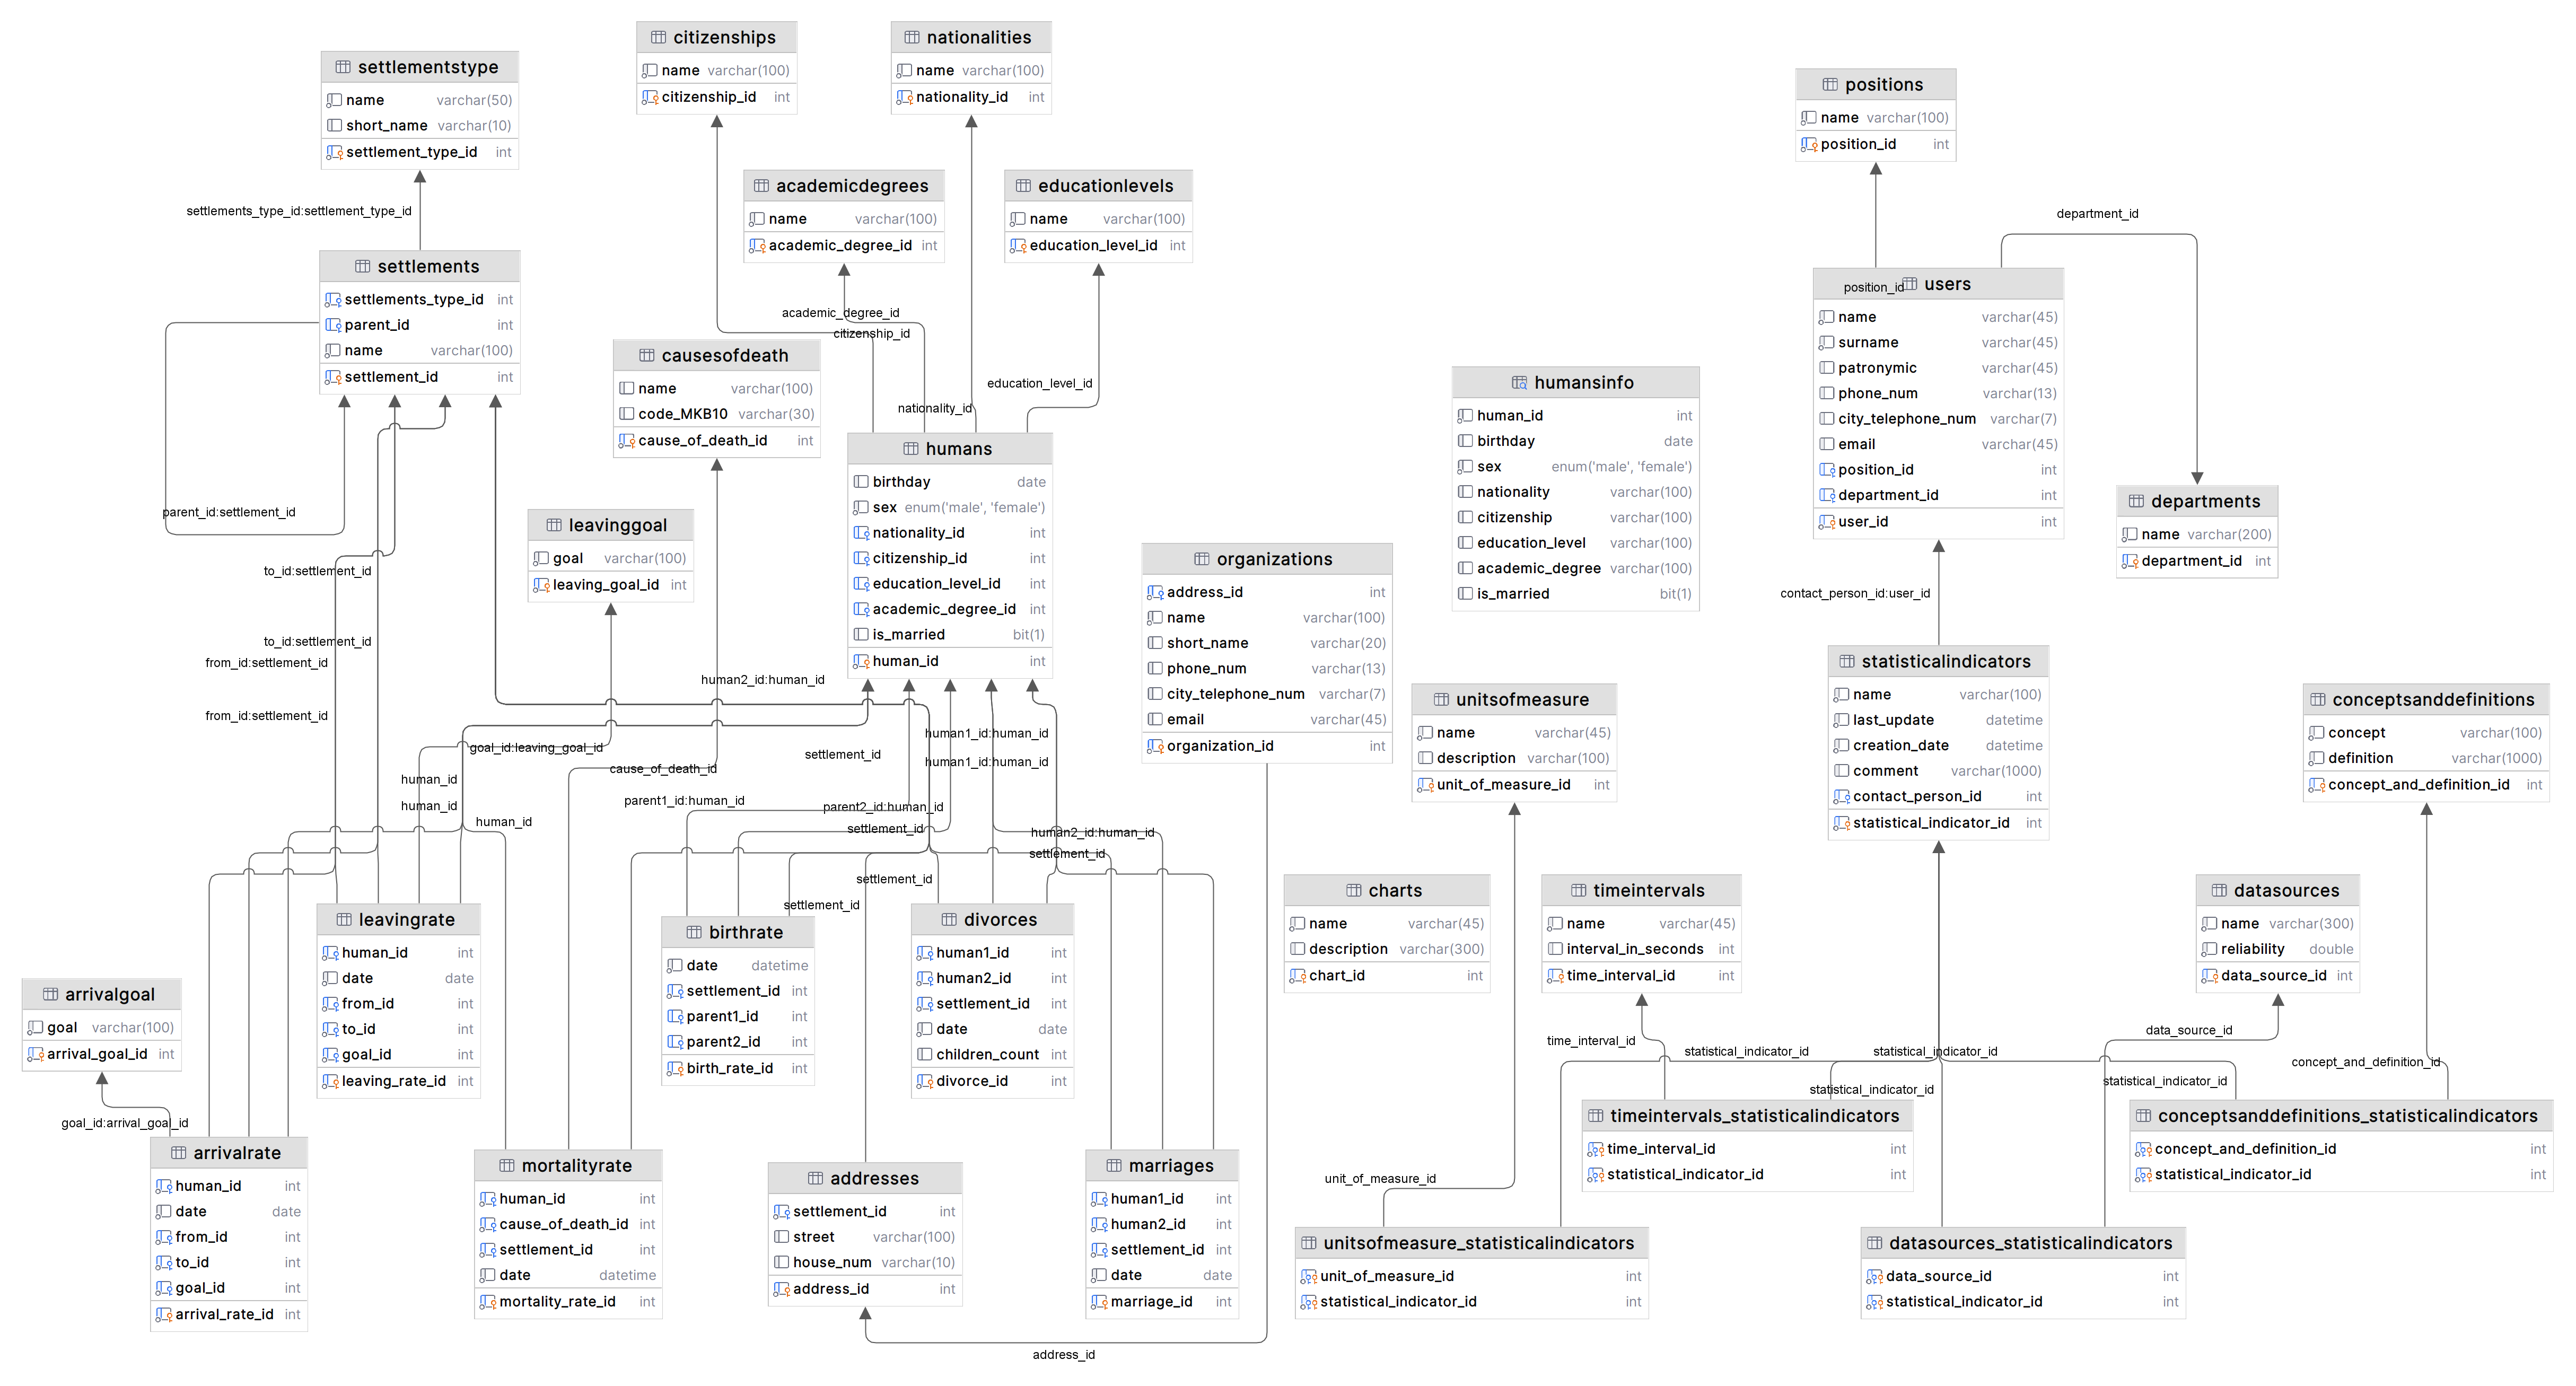 citizenships
name varchar(100)
citizenship_id int
nationalities
name varchar(100)
nationality_id int
settlementstype
name varchar(50)
short_name varchar(10)
settlement_type_id int
positions
name varchar(100)
position_id int
academicdegrees
name varchar(100)
academic_degree_id int
educationlevels
name varchar(100)
education_level_id int
settlements_type_id:settlement_type_id
department_id
settlements
settlements_type_id int
parent_id int
name varchar(100)
settlement_id int
position_id
users
name varchar(45)
surname varchar(45)
patronymic varchar(45)
phone_num varchar(13)
city_telephone_num varchar(7)
email varchar(45)
position_id int
department_id int
user_id int
academic_degree_id
citizenship_id
causesofdeath
name varchar(100)
code_MKB10 varchar(30)
cause_of_death_id int
education_level_id
nationality_id
humansinfo
human_id int
birthday date
sex enum('male', 'female')
nationality varchar(100)
citizenship varchar(100)
education_level varchar(100)
academic_degree varchar(100)
is_married bit(1)
humans
birthday date
sex enum('male', 'female')
nationality_id int
citizenship_id int
education_level_id int
academic_degree_id int
is_married bit(1)
human_id int
departments
name varchar(200)
department_id int
parent_id:settlement_id
leavinggoal
goal varchar(100)
leaving_goal_id int
organizations
address_id int
name varchar(100)
short_name varchar(20)
phone_num varchar(13)
city_telephone_num varchar(7)
email varchar(45)
organization_id int
to_id:settlement_id
contact_person_id:user_id
to_id:settlement_id
from_id:settlement_id
statisticalindicators
name varchar(100)
last_update datetime
creation_date datetime
comment varchar(1000)
contact_person_id int
statistical_indicator_id int
human2_id:human_id
unitsofmeasure
name varchar(45)
description varchar(100)
unit_of_measure_id int
conceptsanddefinitions
concept varchar(100)
definition varchar(1000)
concept_and_definition_id int
from_id:settlement_id
human1_id:human_id
goal_id:leaving_goal_id
settlement_id
human1_id:human_id
cause_of_death_id
human_id
parent1_id:human_id
human_id
parent2_id:human_id
human_id
settlement_id
human2_id:human_id
settlement_id
settlement_id
settlement_id
charts
name varchar(45)
description varchar(300)
chart_id int
timeintervals
name varchar(45)
interval_in_seconds int
time_interval_id int
datasources
name varchar(300)
reliability double
data_source_id int
leavingrate
human_id int
date date
from_id int
to_id int
goal_id int
leaving_rate_id int
birthrate
date datetime
settlement_id int
parent1_id int
parent2_id int
birth_rate_id int
divorces
human1_id int
human2_id int
settlement_id int
date date
children_count int
divorce_id int
arrivalgoal
goal varchar(100)
arrival_goal_id int
data_source_id
time_interval_id
statistical_indicator_id
statistical_indicator_id
concept_and_definition_id
statistical_indicator_id
statistical_indicator_id
goal_id:arrival_goal_id
timeintervals_statisticalindicators
time_interval_id int
statistical_indicator_id int
conceptsanddefinitions_statisticalindicators
concept_and_definition_id int
statistical_indicator_id int
arrivalrate
human_id int
date date
from_id int
to_id int
goal_id int
arrival_rate_id int
mortalityrate
human_id int
cause_of_death_id int
settlement_id int
date datetime
mortality_rate_id int
addresses
settlement_id int
street varchar(100)
house_num varchar(10)
address_id int
marriages
human1_id int
human2_id int
settlement_id int
date date
marriage_id int
unit_of_measure_id
unitsofmeasure_statisticalindicators
unit_of_measure_id int
statistical_indicator_id int
datasources_statisticalindicators
data_source_id int
statistical_indicator_id int
address_id